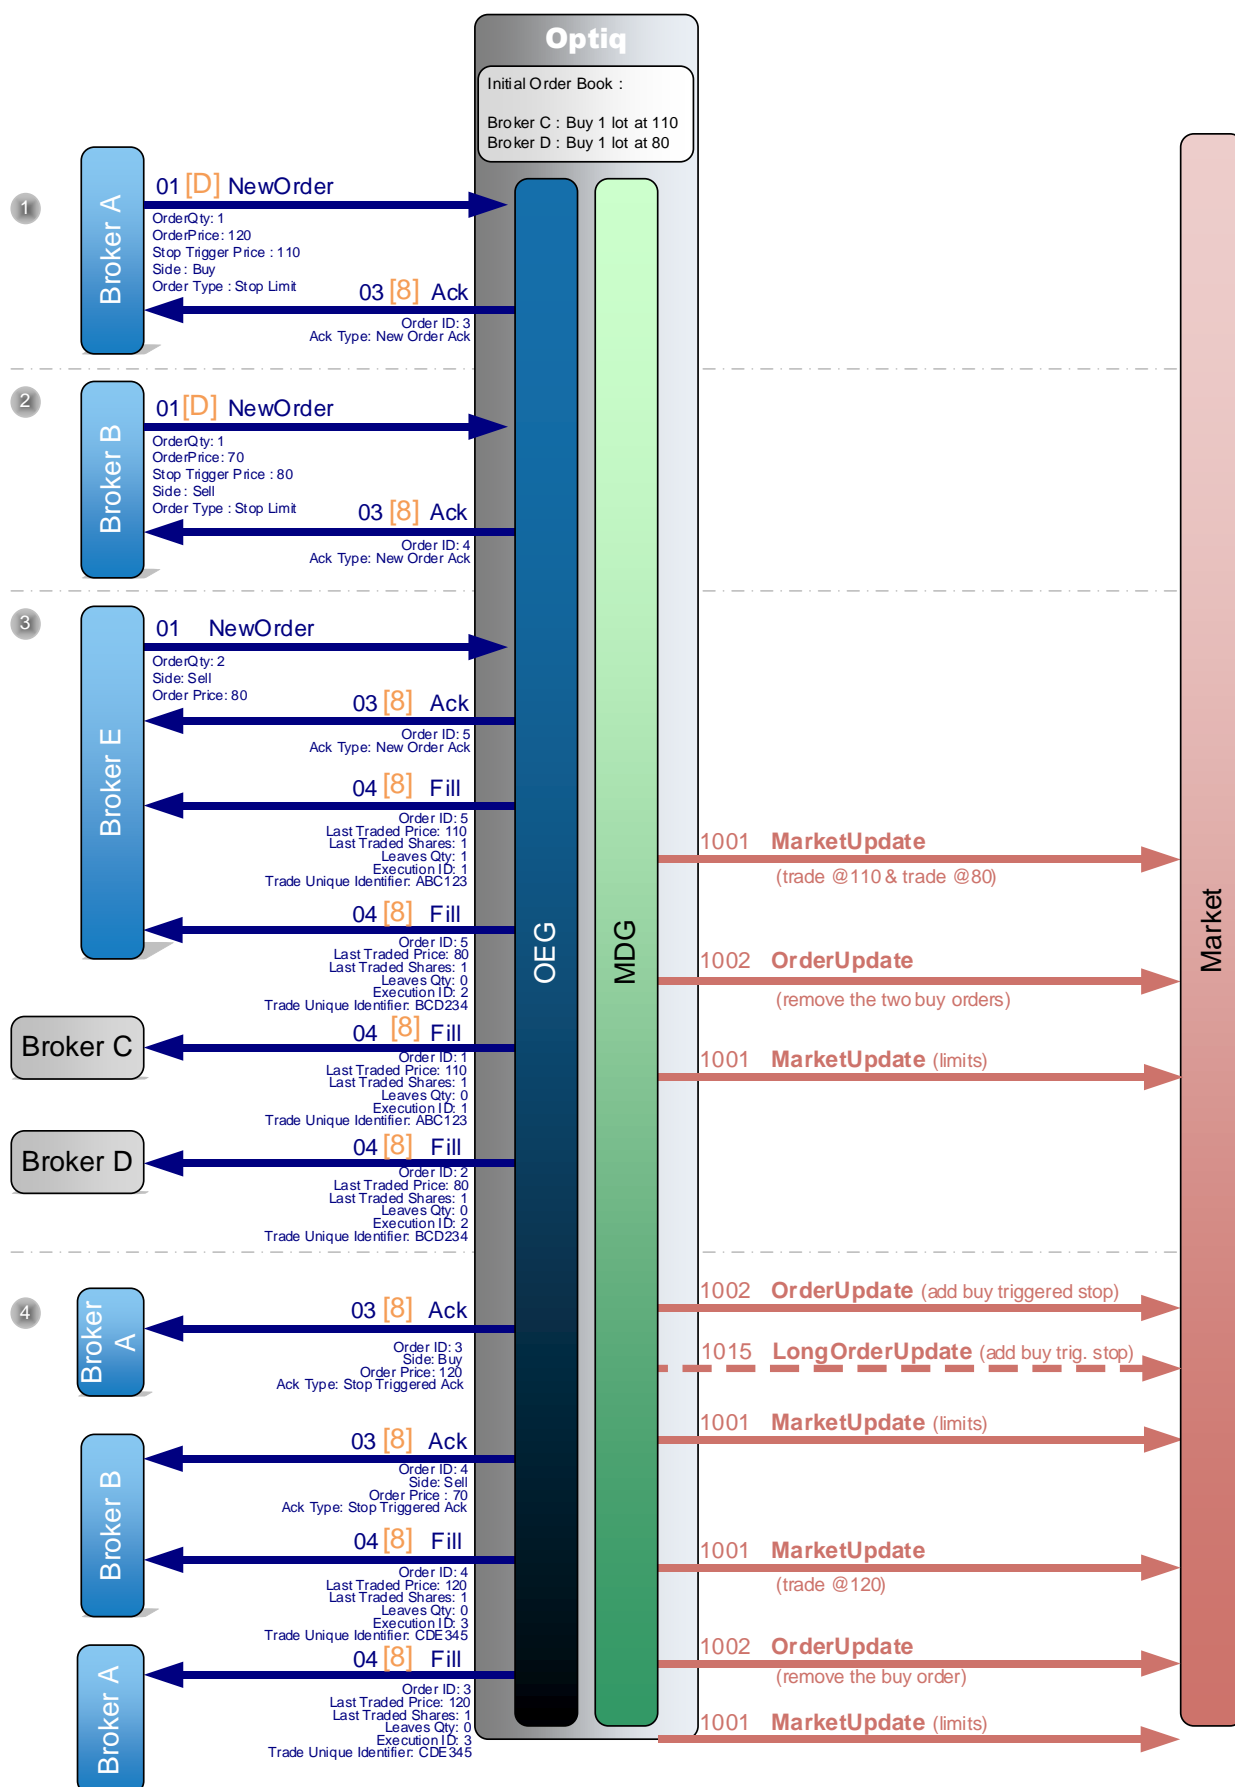 Optiq
Initial Order Book :
Broker C : Buy 1 lot at 110
Broker D : Buy 1 lot at 80
OEG
MDG
Market
1
Broker A
01 [D] NewOrder
OrderQty: 1
OrderPrice: 120
Stop Trigger Price : 110
Side : Buy
Order Type : Stop Limit
03 [8] Ack
Order ID: 3
Ack Type: New Order Ack
2
Broker B
01 [D] NewOrder
OrderQty: 1
OrderPrice: 70
Stop Trigger Price : 80
Side : Sell
Order Type : Stop Limit
03 [8] Ack
Order ID: 4
Ack Type: New Order Ack
3
Broker E
01 NewOrder
OrderQty: 2
Side: Sell
Order Price: 80
03 [8] Ack
Order ID: 5
Ack Type: New Order Ack
04 [8] Fill
Order ID: 5
Last Traded Price: 110
Last Traded Shares: 1
Leaves Qty: 1
Execution ID: 1
Trade Unique Identifier: ABC123
1001 MarketUpdate
(trade @110 & trade @80)
04 [8] Fill
Order ID: 5
Last Traded Price: 80
Last Traded Shares: 1
Leaves Qty: 0
Execution ID: 2
Trade Unique Identifier: BCD234
1002 OrderUpdate
(remove the two buy orders)
Broker C
04 [8] Fill
Order ID: 1
Last Traded Price: 110
Last Traded Shares: 1
Leaves Qty: 0
Execution ID: 1
Trade Unique Identifier: ABC123
1001 MarketUpdate (limits)
Broker D
04 [8] Fill
Order ID: 2
Last Traded Price: 80
Last Traded Shares: 1
Leaves Qty: 0
Execution ID: 2
Trade Unique Identifier: BCD234
4
Broker
A
03 [8] Ack
Order ID: 3
Side: Buy
Order Price: 120
Ack Type: Stop Triggered Ack
1002 OrderUpdate (add buy triggered stop)
1015 LongOrderUpdate (add buy trig. stop)
1001 MarketUpdate (limits)
Broker B
03 [8] Ack
Order ID: 4
Side: Sell
Order Price : 70
Ack Type: Stop Triggered Ack
04 [8] Fill
Order ID: 4
Last Traded Price: 120
Last Traded Shares: 1
Leaves Qty: 0
Execution ID: 3
Trade Unique Identifier: CDE345
1001 MarketUpdate
(trade @120)
Broker A
04 [8] Fill
Order ID: 3
Last Traded Price: 120
Last Traded Shares: 1
Leaves Qty: 0
Execution ID: 3
Trade Unique Identifier: CDE345
1002 OrderUpdate
(remove the buy order)
1001 MarketUpdate (limits)